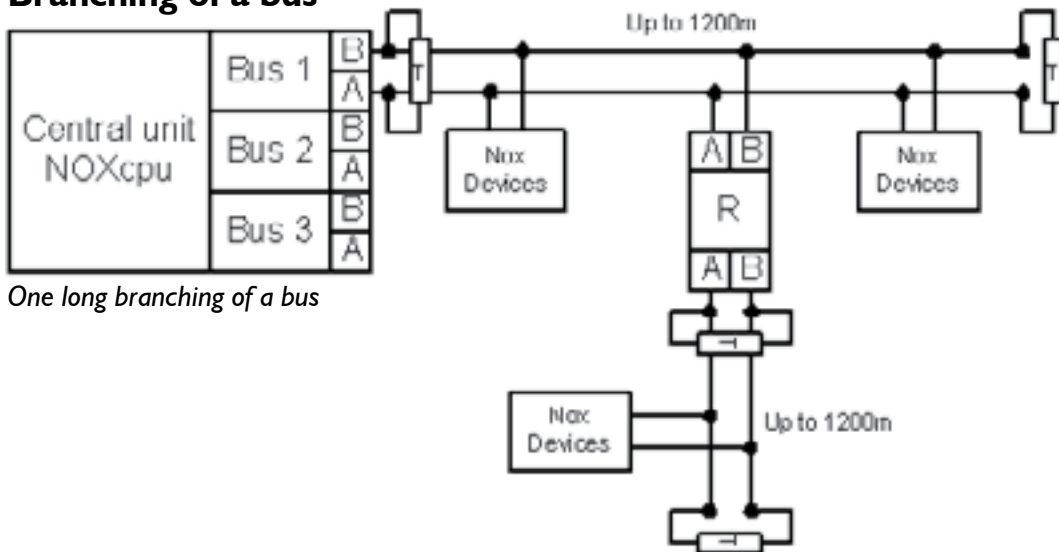 Branching of a bus
Up to 1200m
Central unit
NOXcpu
Bus 1
B
A
Bus 2
B
A
Bus 3
B
A
T
T
Nox
Devices
A B
R
A B
Nox
Devices
One long branching of a bus
T
Nox
Devices
Up to 1200m
T